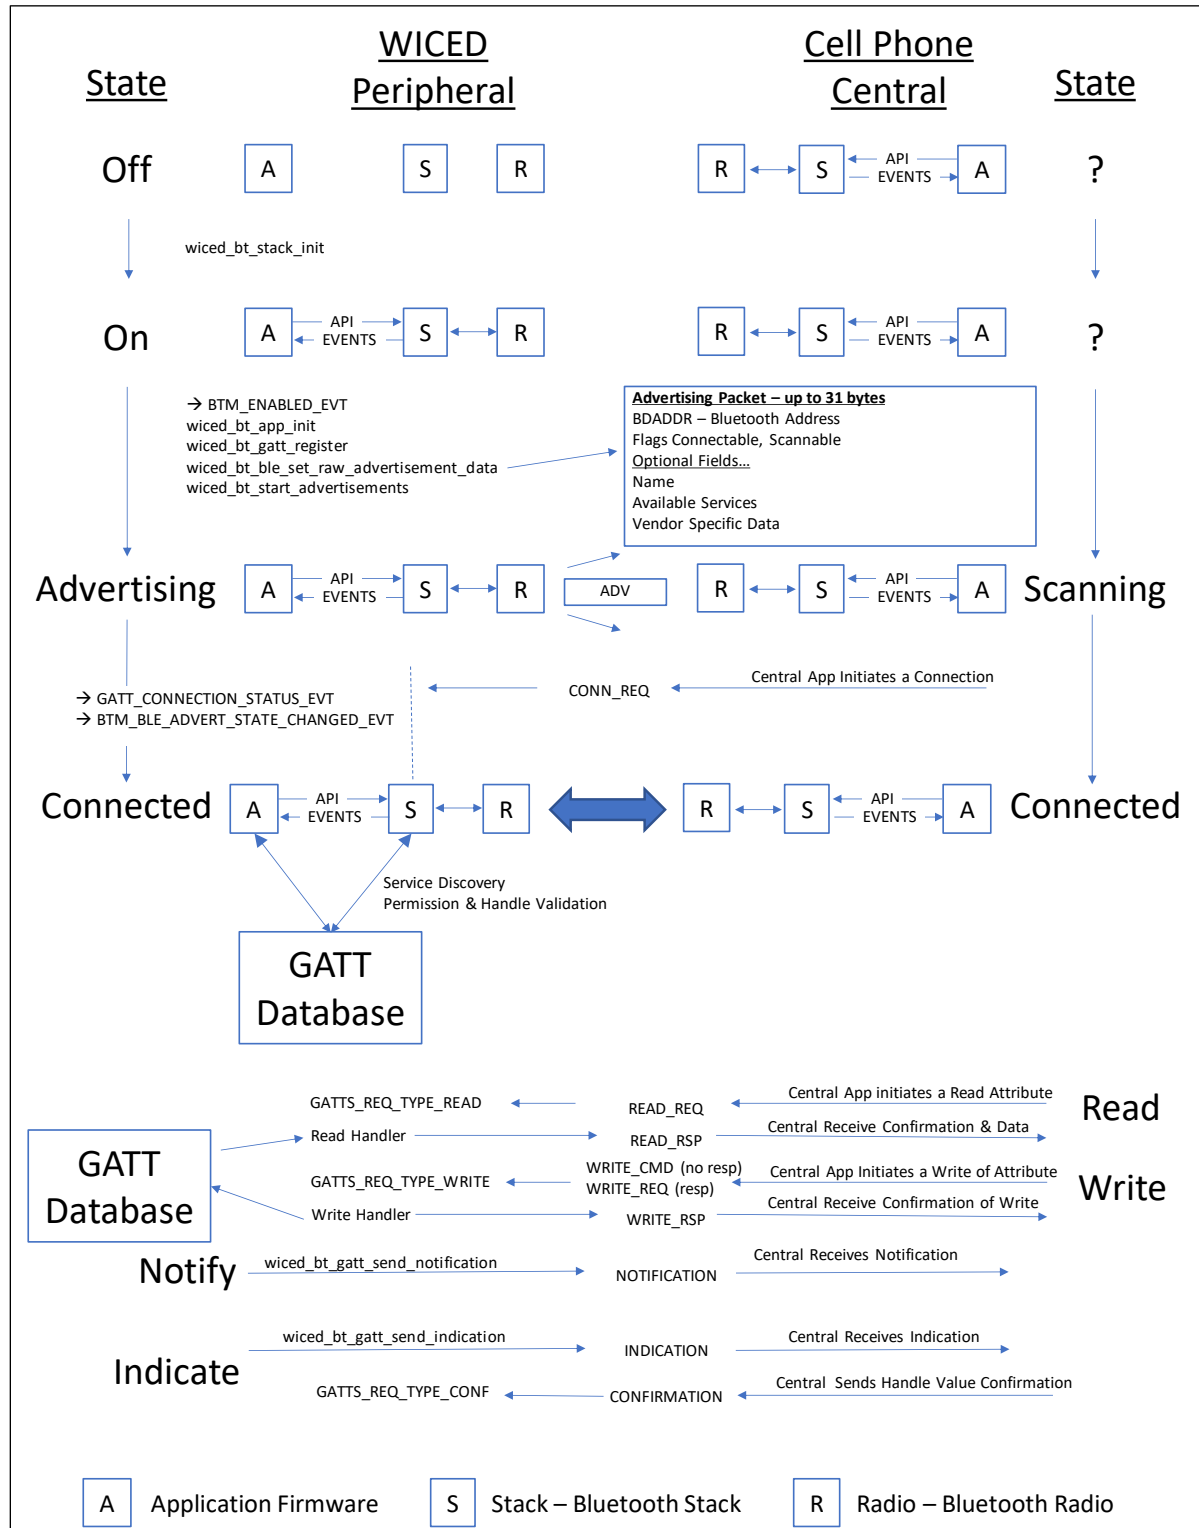 WICED
Peripheral
Cell Phone
Central
State
State
Off
A
S
R
R
S
API
EVENTS
A
?
wiced_bt_stack_init
On
A
API
EVENTS
S
R
R
S
API
EVENTS
A
?
→ BTM_ENABLED_EVT
wiced_bt_app_init
wiced_bt_gatt_register
wiced_bt_ble_set_raw_advertisement_data
wiced_bt_start_advertisements
Advertising Packet – up to 31 bytes
BDADDR – Bluetooth Address
Flags Connectable, Scannable
Optional Fields...
Name
Available Services
Vendor Specific Data
Advertising
A
API
EVENTS
S
R
ADV
R
S
API
EVENTS
A
Scanning
→ GATT_CONNECTION_STATUS_EVT
→ BTM_BLE_ADVERT_STATE_CHANGED_EVT
CONN_REQ
Central App Initiates a Connection
Connected
A
API
EVENTS
S
R
R
S
API
EVENTS
A
Connected
Service Discovery
Permission & Handle Validation
GATT
Database
GATTS_REQ_TYPE_READ
READ_REQ
Central App initiates a Read Attribute
Read
Read Handler
READ_RSP
Central Receive Confirmation & Data
GATT
Database
GATTS_REQ_TYPE_WRITE
WRITE_CMD (no resp)
WRITE_REQ (resp)
Central App Initiates a Write of Attribute
Write
Write Handler
WRITE_RSP
Central Receive Confirmation of Write
Notify
wiced_bt_gatt_send_notification
NOTIFICATION
Central Receives Notification
Indicate
wiced_bt_gatt_send_indication
INDICATION
Central Receives Indication
GATTS_REQ_TYPE_CONF
CONFIRMATION
Central Sends Handle Value Confirmation
A
Application Firmware
S
Stack – Bluetooth Stack
R
Radio – Bluetooth Radio